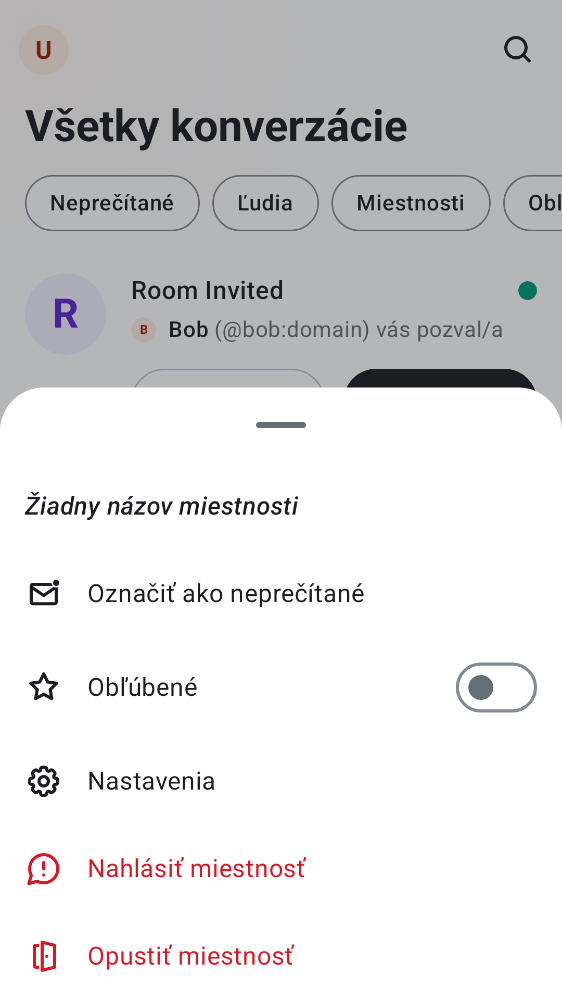 U
Všetky konverzácie
Neprečítané
Ľudia
Miestnosti
Obľ
R
Room Invited
B
Bob (@bob:domain) vás pozval/a
Žiadny názov miestnosti
Označiť ako neprečítané
Obľúbené
Nastavenia
Nahlásiť miestnosť
Opustiť miestnosť